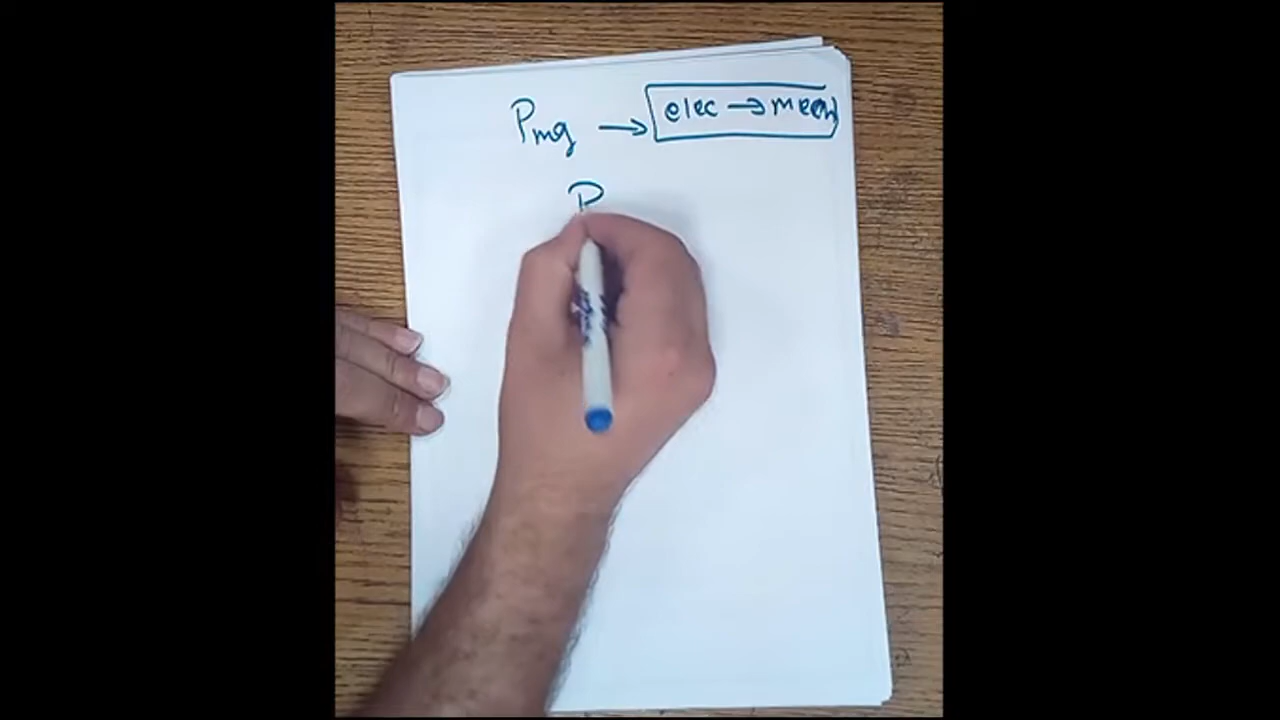 Pmg → elec → mech
P